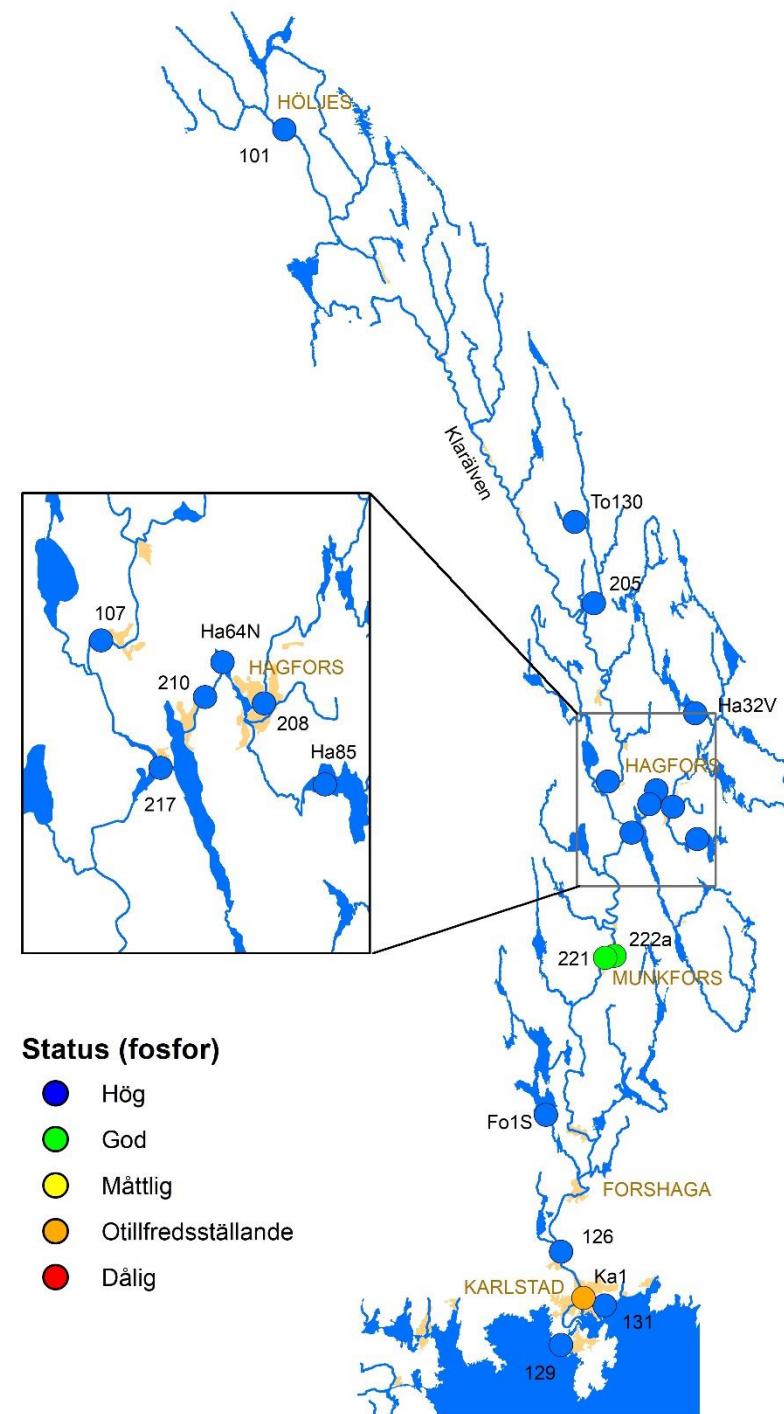 HÖLJES
101
Klarälven
To130
205
Ha32V
HAGFORS
107
Ha64N
HAGFORS
210
208
Ha85
217
222a
221
MUNKFORS
Status (fosfor)
Hög
God
Måttlig
Otillfredsställande
Dålig
Fo1S
FORSHAGA
126
Ka1
KARLSTAD
131
129